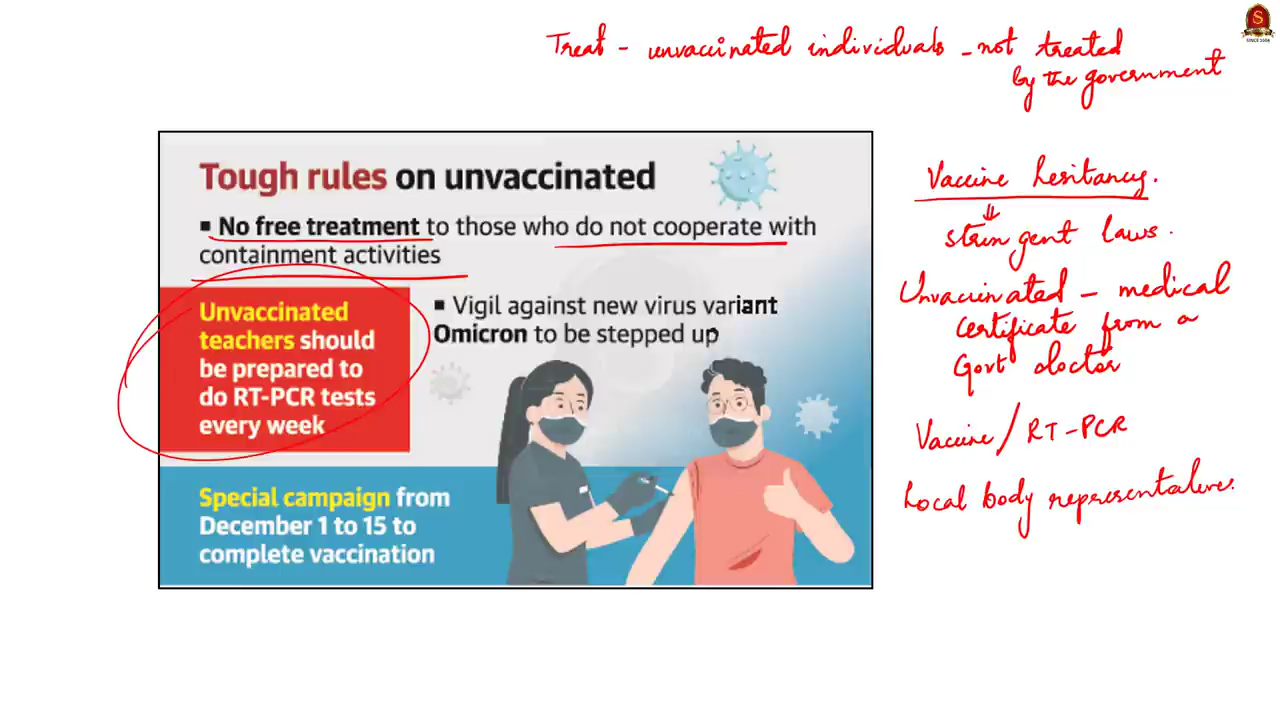 Treat - unvaccinated individuals - not treated
by the government
S
SINCE 1984
Tough rules on unvaccinated
▪ No free treatment to those who do not cooperate with
containment activities
Unvaccinated
teachers should
be prepared to
do RT-PCR tests
every week
▪ Vigil against new virus variant
Omicron to be stepped up
Special campaign from
December 1 to 15 to
complete vaccination
Vaccine hesitancy.
⇓
stringent laws.
Unvaccinated - medical
certificate from a
Govt doctor
Vaccine/RT-PCR
Local body representatives.